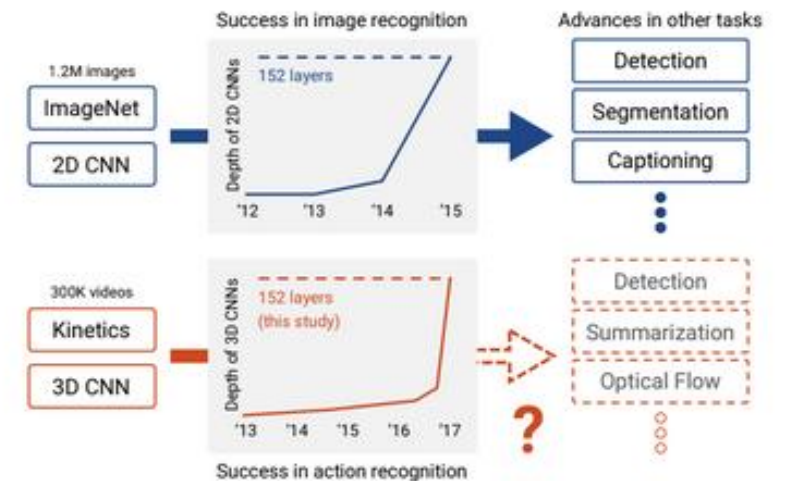 Success in image recognition
Advances in other tasks
1.2M images
ImageNet
2D CNN
Depth of 2D CNNs
152 layers
'12 '13 '14 '15
Detection
Segmentation
Captioning
300K videos
Kinetics
3D CNN
Depth of 3D CNNs
152 layers
(this study)
'13 '14 '15 '16 '17
Success in action recognition
?
Detection
Summarization
Optical Flow